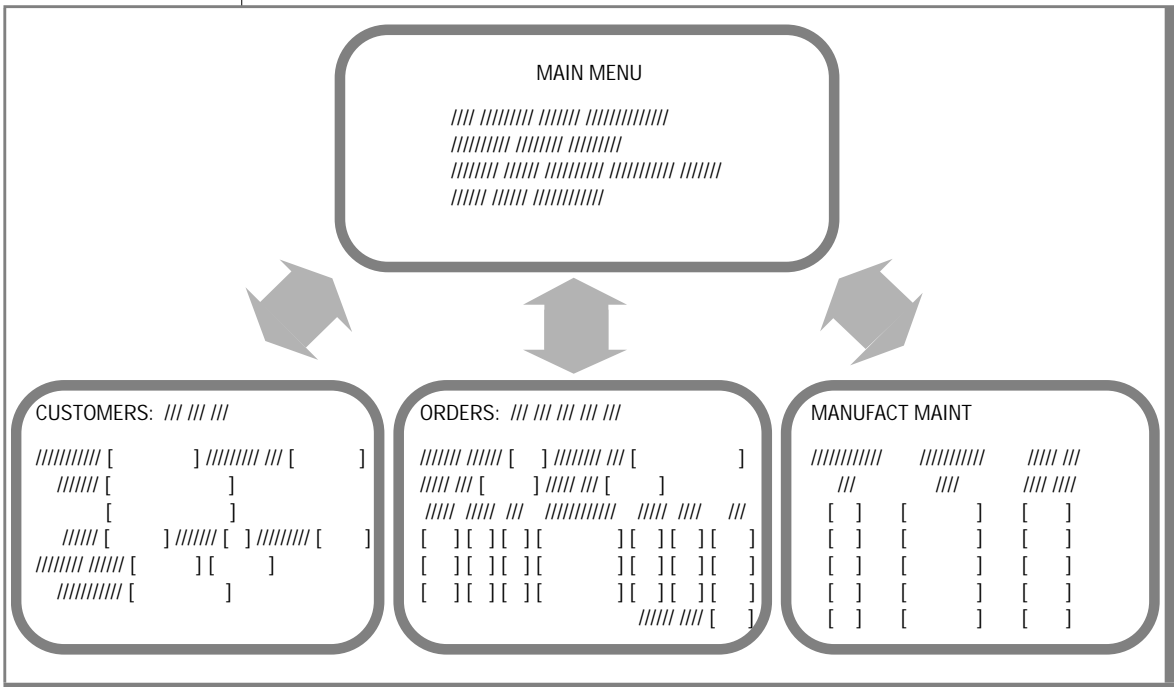 MAIN MENU
//// ///////// /////// //////////////
////////// //////// /////////
//////// ////// ////////// /////////// ///////
////// ////// ////////////
CUSTOMERS: /// /// ///
/////////// [ ] ///////// /// [ ]
/////// [ ]
[ ]
////// [ ] /////// [ ] ///////// [ ]
//////// ////// [ ] [ ]
/////////// [ ]
ORDERS: /// /// /// /// ///
/////// ////// [ ] //////// /// [ ]
///// /// [ ] ///// /// [ ]
///// ///// /// //////////// ///// //// ///
[ ] [ ] [ ] [ ] [ ] [ ] [ ]
[ ] [ ] [ ] [ ] [ ] [ ] [ ]
[ ] [ ] [ ] [ ] [ ] [ ] [ ]
////// //// [ ]
MANUFACT MAINT
//////////// /////////// ///// ///
/// //// //// ////
[ ] [ ] [ ]
[ ] [ ] [ ]
[ ] [ ] [ ]
[ ] [ ] [ ]
[ ] [ ] [ ]